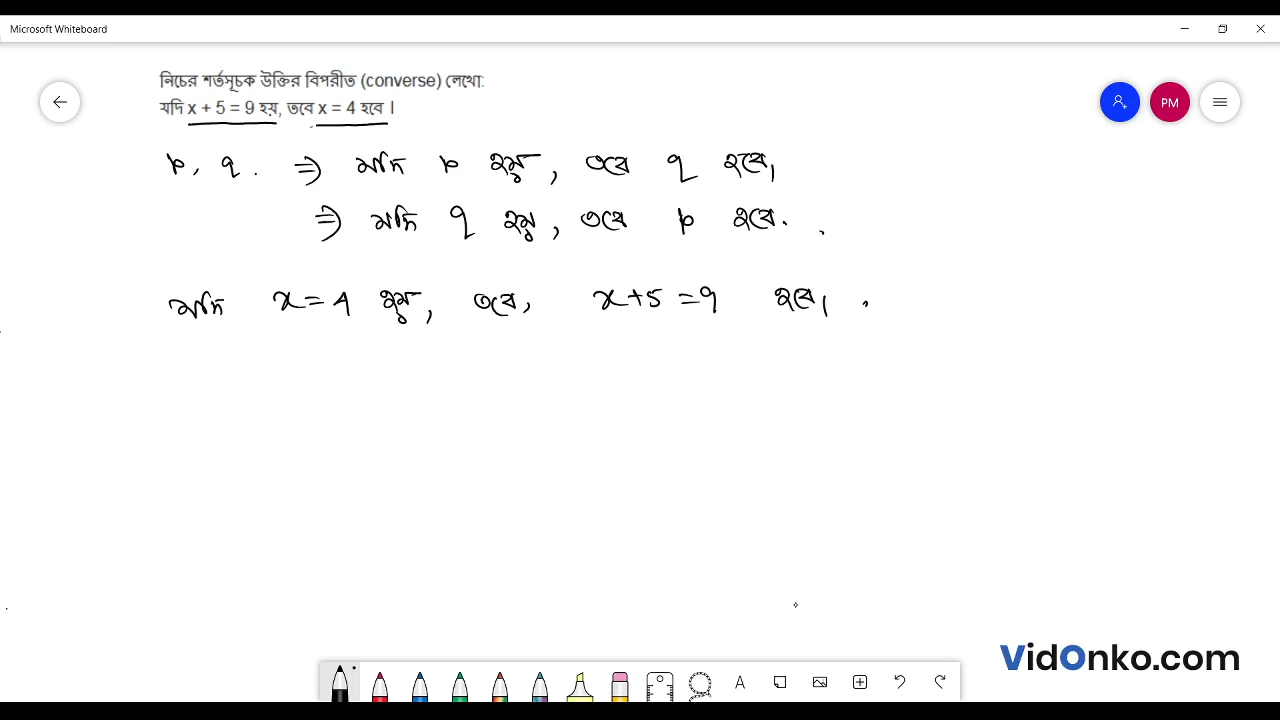 Microsoft Whiteboard
নিচের শর্তসূচক উক্তির বিপরীত (converse) লেখো:
যদি x + 5 = 9 হয়, তবে x = 4 হবে ।
p, q. ⇒ যদি p হয়, তবে q হবে।
⇒ যদি q হয়, তবে p হবে.
যদি x = 4 হয়, তবে, x+5 = 9 হবে।
PM
VidOnko.com